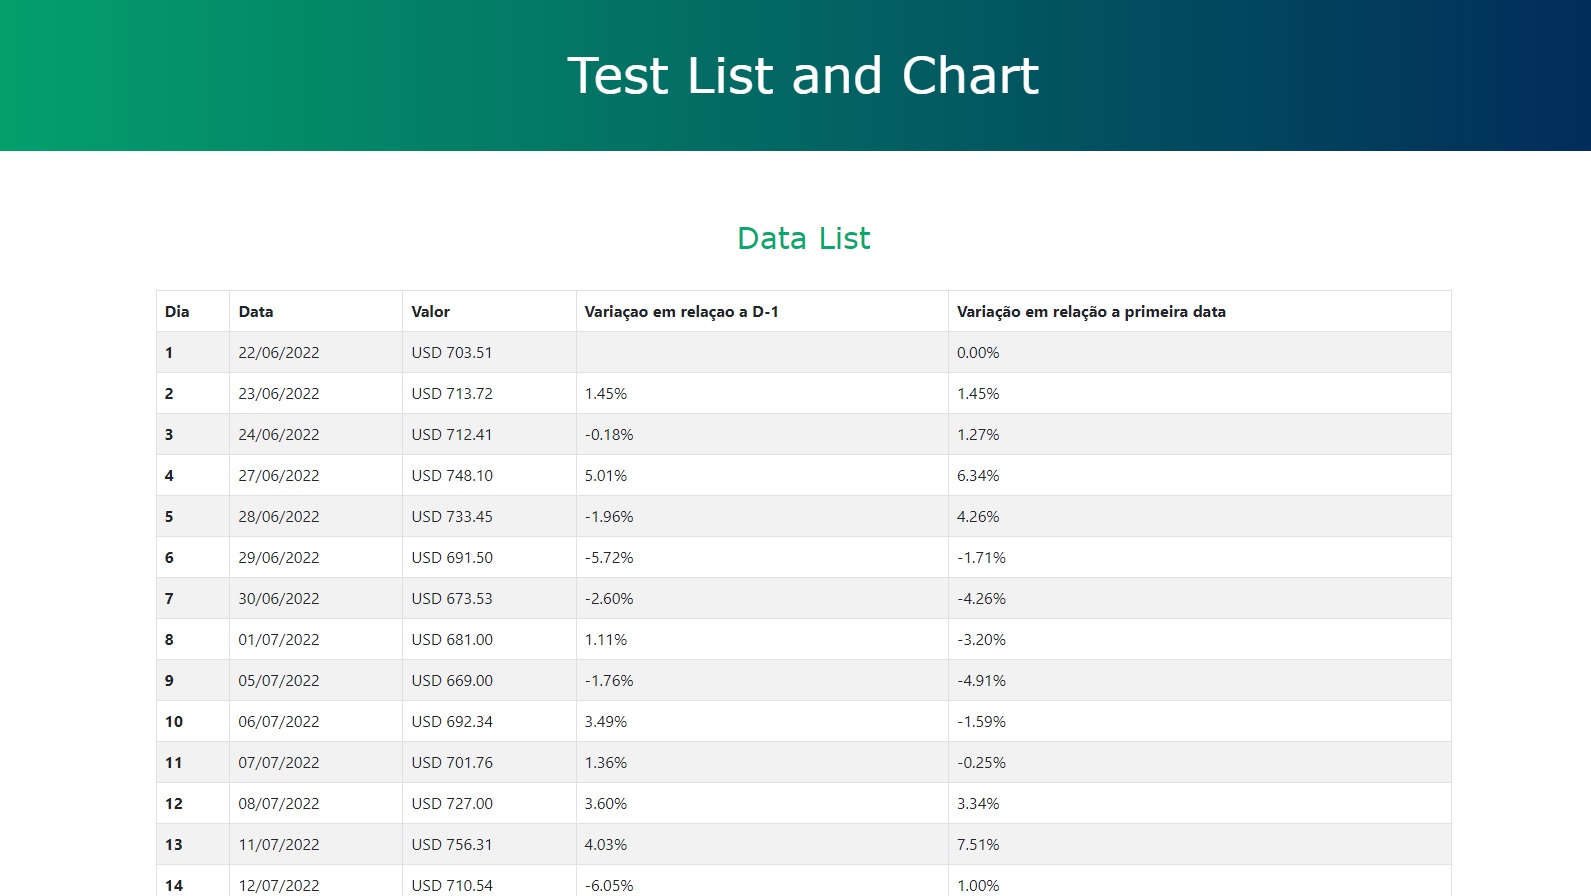 Test List and Chart
Data List
Dia Data Valor Variaçao em relaçao a D-1 Variação em relação a primeira data
1 22/06/2022 USD 703.51 0.00%
2 23/06/2022 USD 713.72 1.45% 1.45%
3 24/06/2022 USD 712.41 -0.18% 1.27%
4 27/06/2022 USD 748.10 5.01% 6.34%
5 28/06/2022 USD 733.45 -1.96% 4.26%
6 29/06/2022 USD 691.50 -5.72% -1.71%
7 30/06/2022 USD 673.53 -2.60% -4.26%
8 01/07/2022 USD 681.00 1.11% -3.20%
9 05/07/2022 USD 669.00 -1.76% -4.91%
10 06/07/2022 USD 692.34 3.49% -1.59%
11 07/07/2022 USD 701.76 1.36% -0.25%
12 08/07/2022 USD 727.00 3.60% 3.34%
13 11/07/2022 USD 756.31 4.03% 7.51%
14 12/07/2022 USD 710.54 -6.05% 1.00%